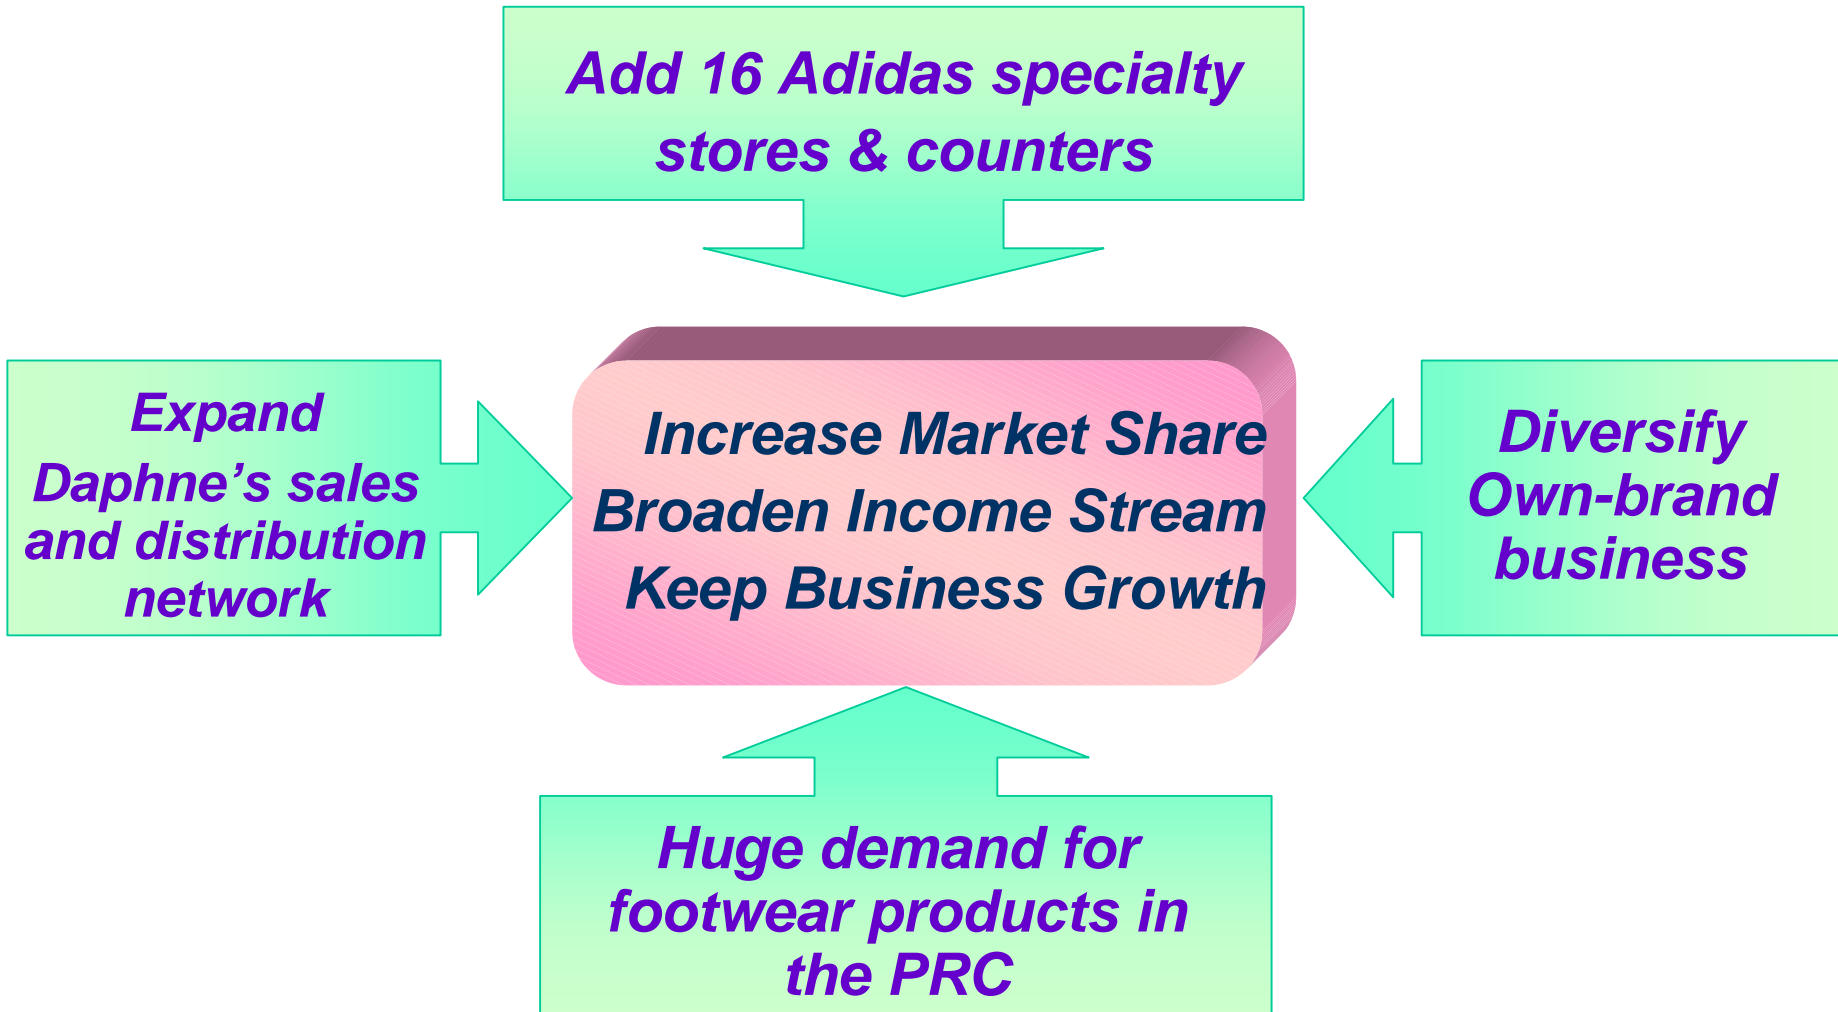 Add 16 Adidas specialty
stores & counters
Expand
Daphne’s sales
and distribution
network
Increase Market Share
Broaden Income Stream
Keep Business Growth
Diversify
Own-brand
business
Huge demand for
footwear products in
the PRC